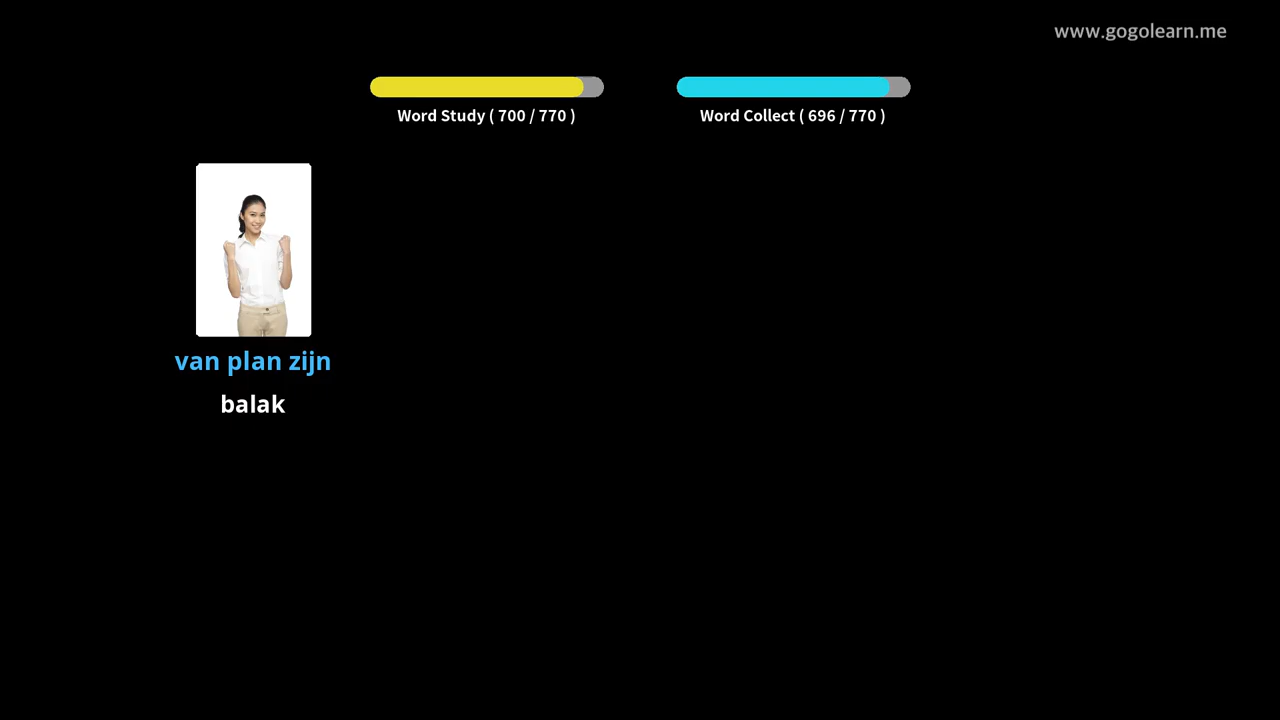 www.gogolearn.me
Word Study ( 700 / 770 )
Word Collect ( 696 / 770 )
van plan zijn
balak